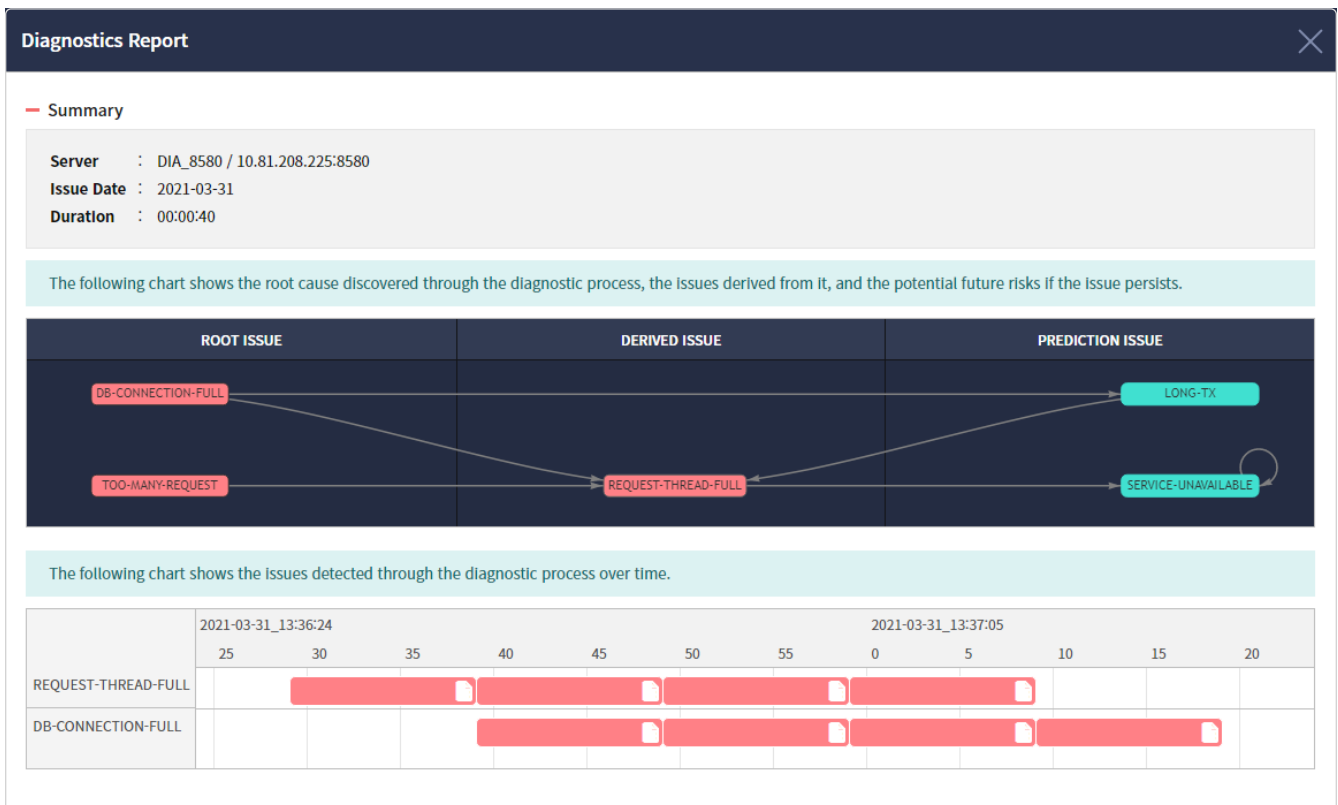 Diagnostics Report
Summary
Server : DIA_8580 / 10.81.208.225:8580
Issue Date : 2021-03-31
Duration : 00:00:40
The following chart shows the root cause discovered through the diagnostic process, the issues derived from it, and the potential future risks if the issue persists.
ROOT ISSUE DERIVED ISSUE PREDICTION ISSUE
DB-CONNECTION-FULL LONG-TX
TOO-MANY-REQUEST REQUEST-THREAD-FULL SERVICE-UNAVAILABLE
The following chart shows the issues detected through the diagnostic process over time.
2021-03-31_13:36:24 2021-03-31_13:37:05
25 30 35 40 45 50 55 0 5 10 15 20
REQUEST-THREAD-FULL
DB-CONNECTION-FULL